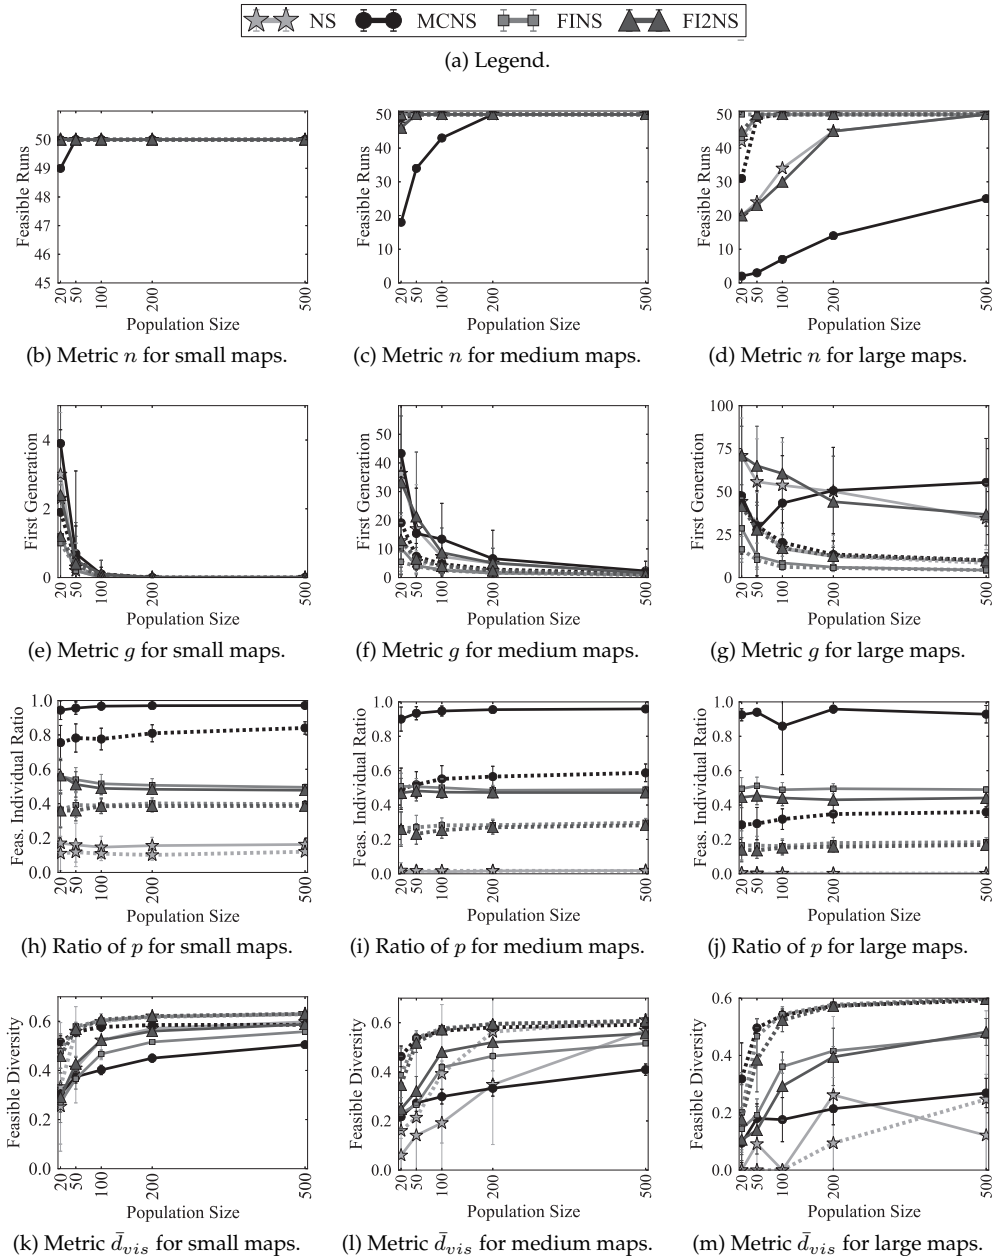 NS MCNS FINS FI2NS
(a) Legend.
Feasible Runs
50
49
48
47
46
45
20 50 100 200 500
Population Size
(b) Metric n for small maps.
Feasible Runs
50
40
30
20
10
0
20 50 100 200 500
Population Size
(c) Metric n for medium maps.
Feasible Runs
50
40
30
20
10
0
20 50 100 200 500
Population Size
(d) Metric n for large maps.
First Generation
4
2
0
20 50 100 200 500
Population Size
(e) Metric g for small maps.
First Generation
50
40
30
20
10
0
20 50 100 200 500
Population Size
(f) Metric g for medium maps.
First Generation
100
75
50
25
0
20 50 100 200 500
Population Size
(g) Metric g for large maps.
Feas. Individual Ratio
1.0
0.8
0.6
0.4
0.2
0.0
20 50 100 200 500
Population Size
(h) Ratio of p for small maps.
Feas. Individual Ratio
1.0
0.8
0.6
0.4
0.2
0.0
20 50 100 200 500
Population Size
(i) Ratio of p for medium maps.
Feas. Individual Ratio
1.0
0.8
0.6
0.4
0.2
0.0
20 50 100 200 500
Population Size
(j) Ratio of p for large maps.
Feasible Diversity
0.6
0.4
0.2
0.0
20 50 100 200 500
Population Size
(k) Metric d̄vis for small maps.
Feasible Diversity
0.6
0.4
0.2
0.0
20 50 100 200 500
Population Size
(l) Metric d̄vis for medium maps.
Feasible Diversity
0.6
0.4
0.2
0.0
20 50 100 200 500
Population Size
(m) Metric d̄vis for large maps.